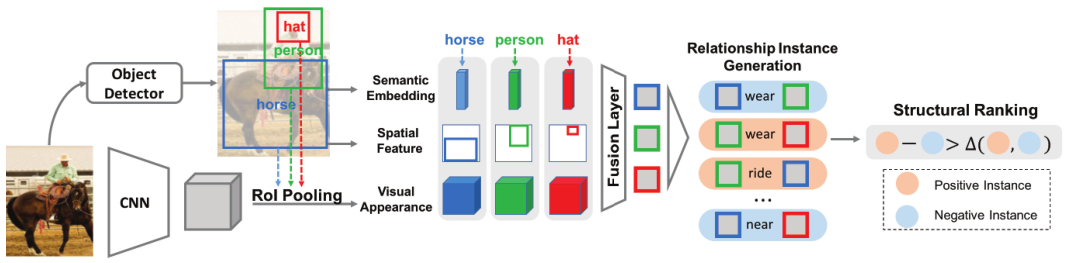 Object
Detector
hat
person
horse
CNN
RoI Pooling
Semantic
Embedding
Spatial
Feature
Visual
Appearance
horse
person
hat
Fusion Layer
Relationship Instance
Generation
wear
wear
ride
...
near
Structural Ranking
− > Δ( , )
Positive Instance
Negative Instance